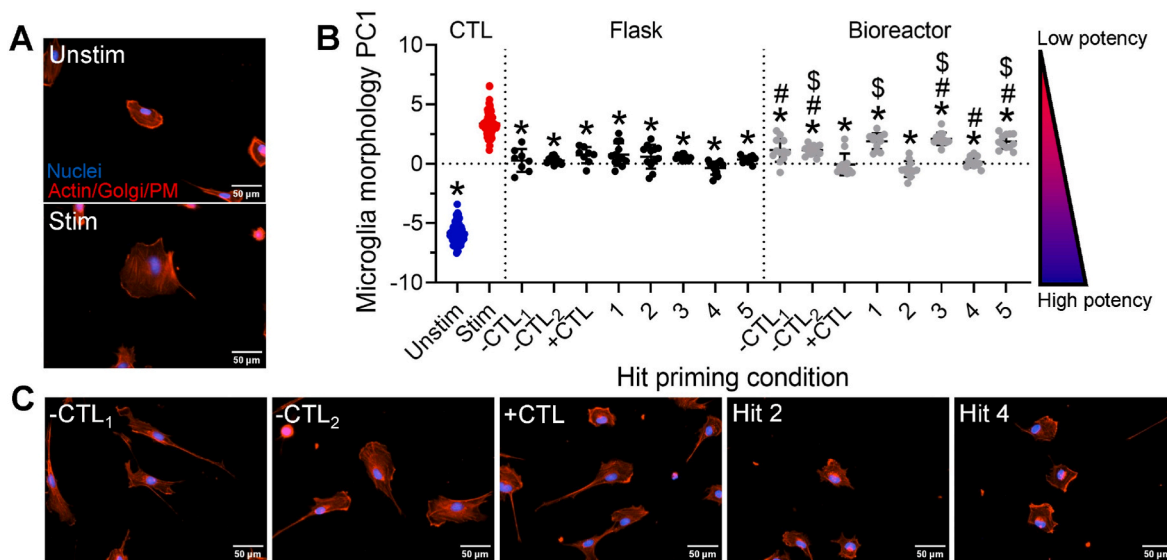 A
Unstim
Nuclei
Actin/Golgi/PM
50 µm
Stim
50 µm
B
CTL
Flask
Bioreactor
Microglia morphology PC1
10
5
0
-5
-10
*
* * * * * * * *
# * $ # * * $ * * $ # * # * $ # *
Unstim
Stim
-CTL1
-CTL2
+CTL
1
2
3
4
5
-CTL1
-CTL2
+CTL
1
2
3
4
5
Hit priming condition
Low potency
High potency
C
-CTL1
50 µm
-CTL2
50 µm
+CTL
50 µm
Hit 2
50 µm
Hit 4
50 µm